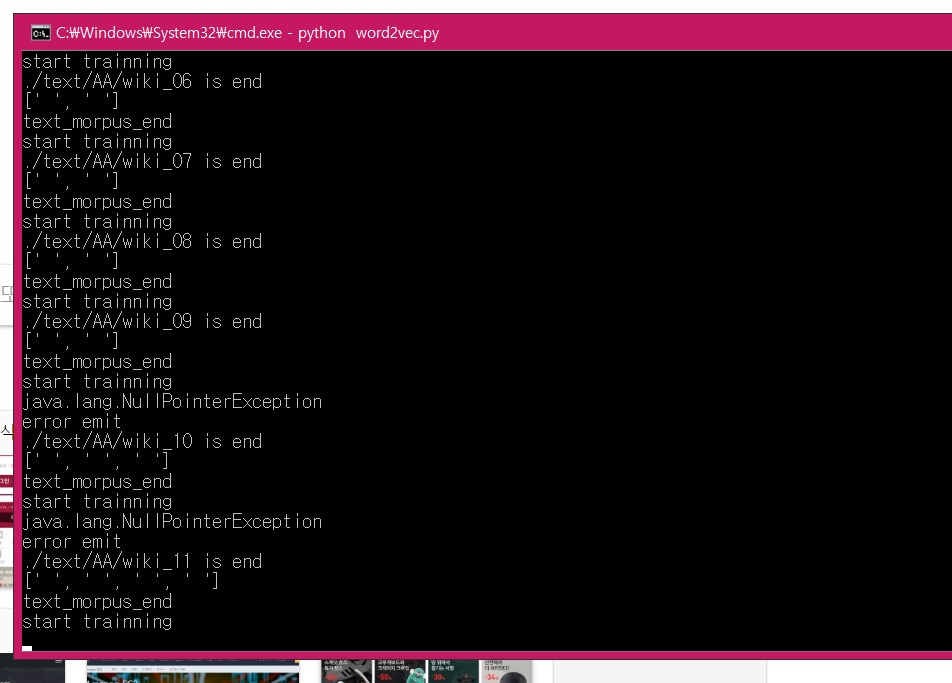 C:₩Windows₩System32₩cmd.exe - python  word2vec.py
start trainning
./text/AA/wiki_06 is end
[' ', ' ']
text_morpus_end
start trainning
./text/AA/wiki_07 is end
[' ', ' ']
text_morpus_end
start trainning
./text/AA/wiki_08 is end
[' ', ' ']
text_morpus_end
start trainning
./text/AA/wiki_09 is end
[' ', ' ']
text_morpus_end
start trainning
java.lang.NullPointerException
error emit
./text/AA/wiki_10 is end
[' ', ' ', ' ']
text_morpus_end
start trainning
java.lang.NullPointerException
error emit
./text/AA/wiki_11 is end
[' ', ' ', ' ', ' ']
text_morpus_end
start trainning